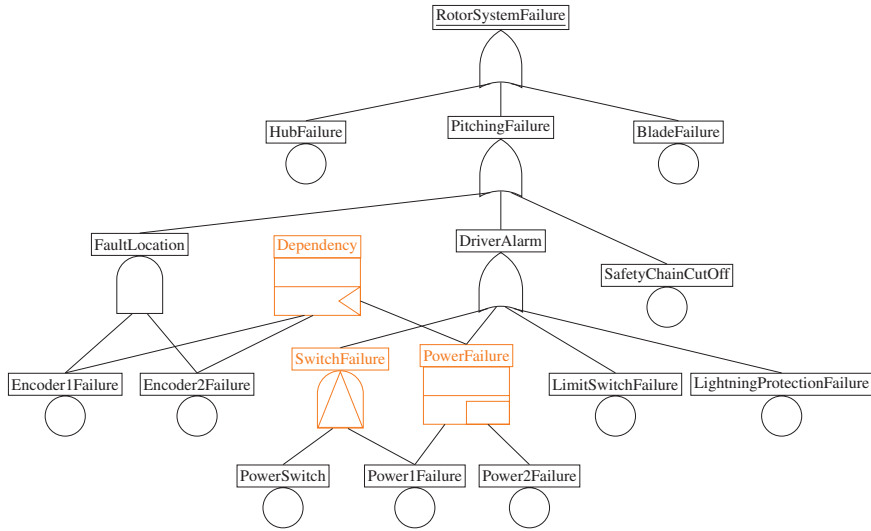 RotorSystemFailure
HubFailure
PitchingFailure
BladeFailure
FaultLocation
Dependency
DriverAlarm
SafetyChainCutOff
SwitchFailure
PowerFailure
Encoder1Failure
Encoder2Failure
LimitSwitchFailure
LightningProtectionFailure
PowerSwitch
Power1Failure
Power2Failure